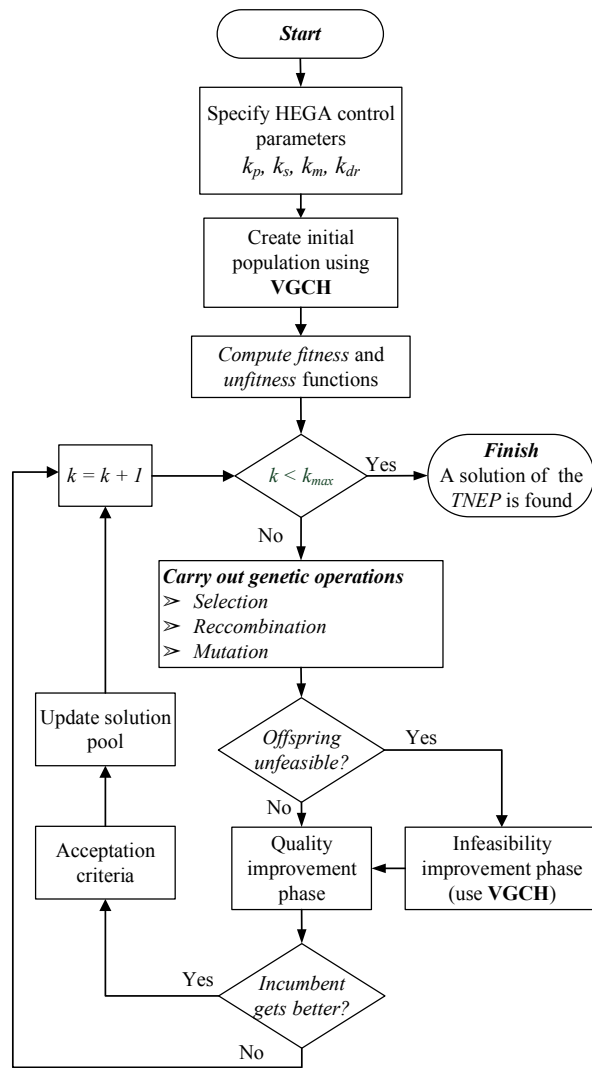 Start
Specify HEGA control
parameters
kp, ks, km, kdr
Create initial
population using
VGCH
Compute fitness and
unfitness functions
k = k + 1
k < kmax
Yes
Finish
A solution of the
TNEP is found
No
Carry out genetic operations
➢ Selection
➢ Reccombination
➢ Mutation
Update solution
pool
Offspring
unfeasible?
Yes
No
Acceptation
criteria
Quality
improvement
phase
Infeasibility
improvement phase
(use VGCH)
Yes
Incumbent
gets better?
No